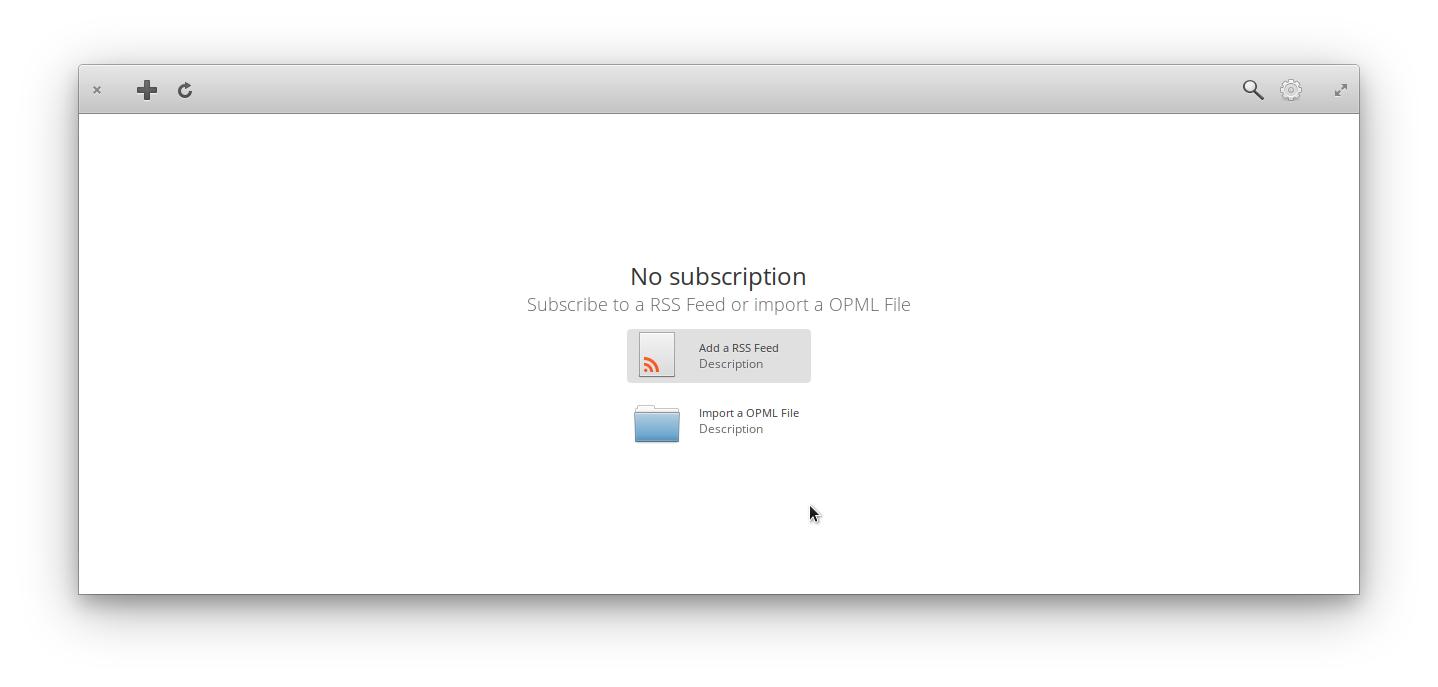 No subscription
Subscribe to a RSS Feed or import a OPML File
Add a RSS Feed
Description
Import a OPML File
Description